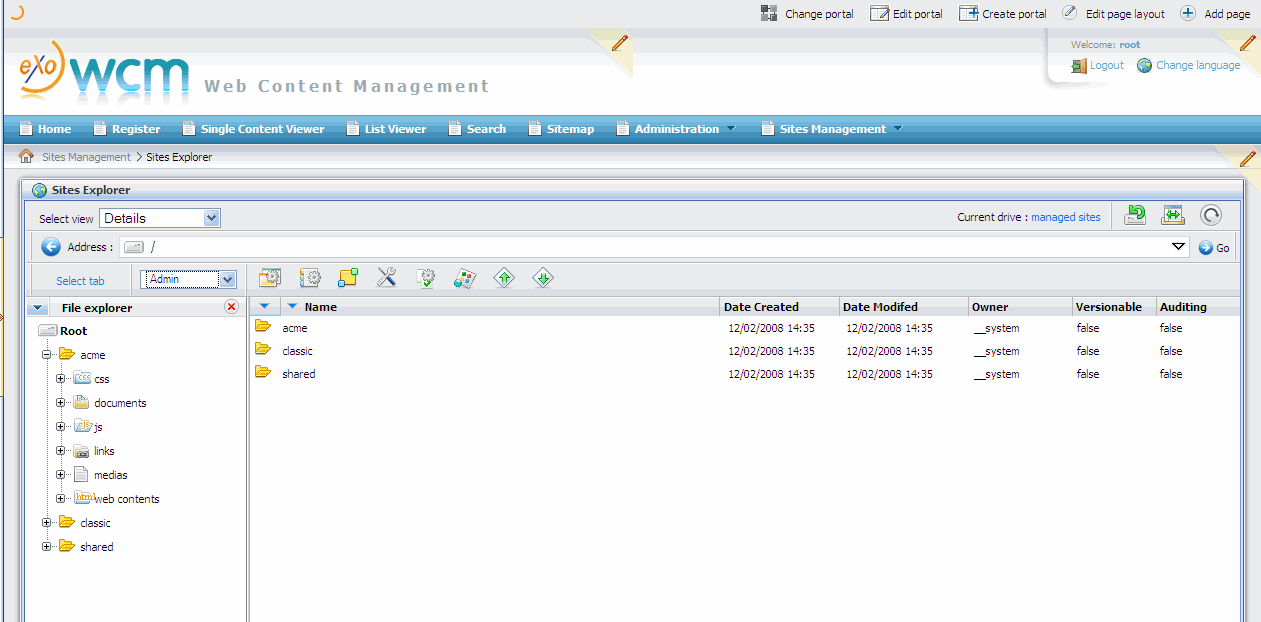 Change portal Edit portal Create portal Edit page layout Add page
eXo wcm Web Content Management
Welcome: root
Logout Change language
Home Register Single Content Viewer List Viewer Search Sitemap Administration Sites Management
Sites Management > Sites Explorer
Sites Explorer
Select view Details Current drive : managed sites
Address : / Go
Select tab Admin
File explorer Name Date Created Date Modifed Owner Versionable Auditing
Root
acme
css
documents
js
links
medias
web contents
classic
shared
acme 12/02/2008 14:35 12/02/2008 14:35 __system false false
classic 12/02/2008 14:35 12/02/2008 14:35 __system false false
shared 12/02/2008 14:35 12/02/2008 14:35 __system false false